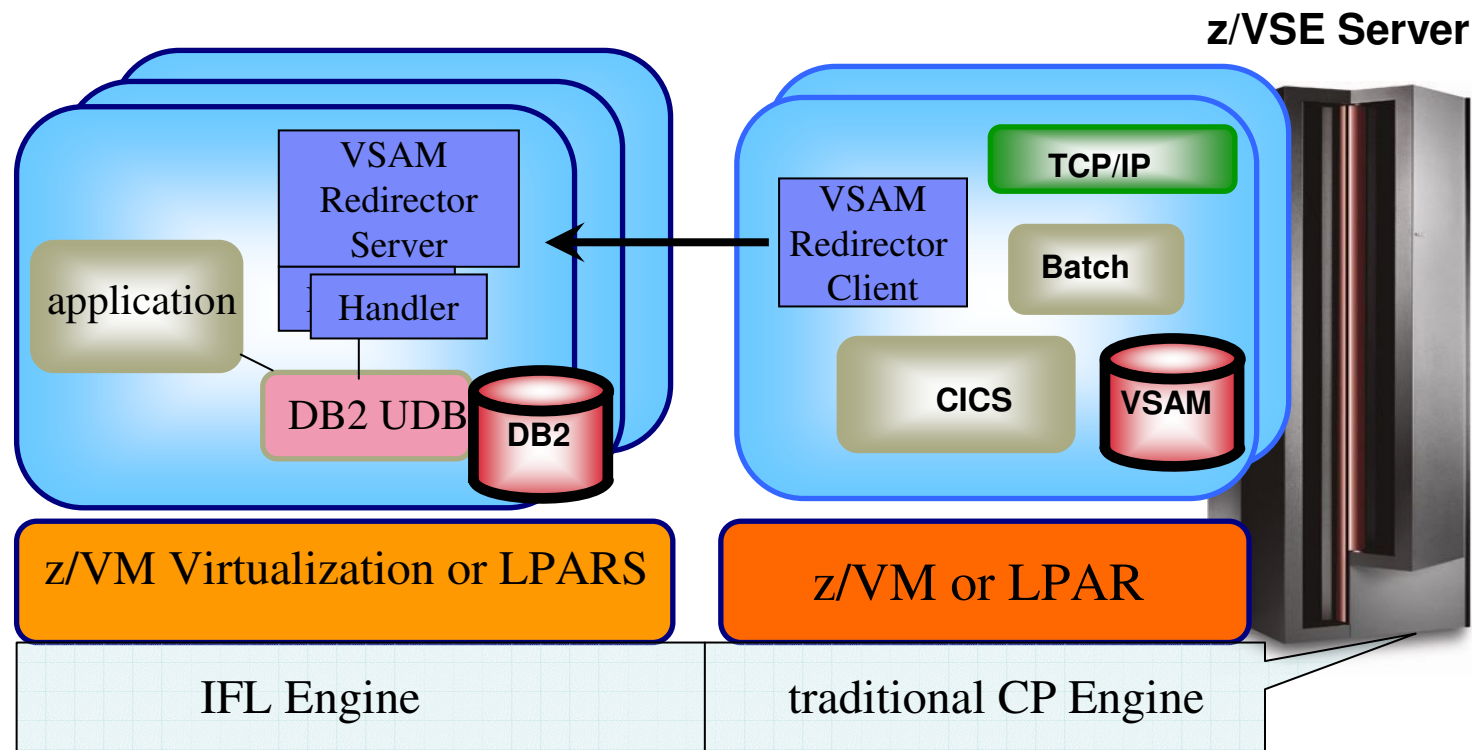 z/VSE Server
VSAM
Redirector
Server
Handler
application
DB2 UDB
DB2
TCP/IP
VSAM
Redirector
Client
Batch
CICS
VSAM
z/VM Virtualization or LPARS
z/VM or LPAR
IFL Engine
traditional CP Engine